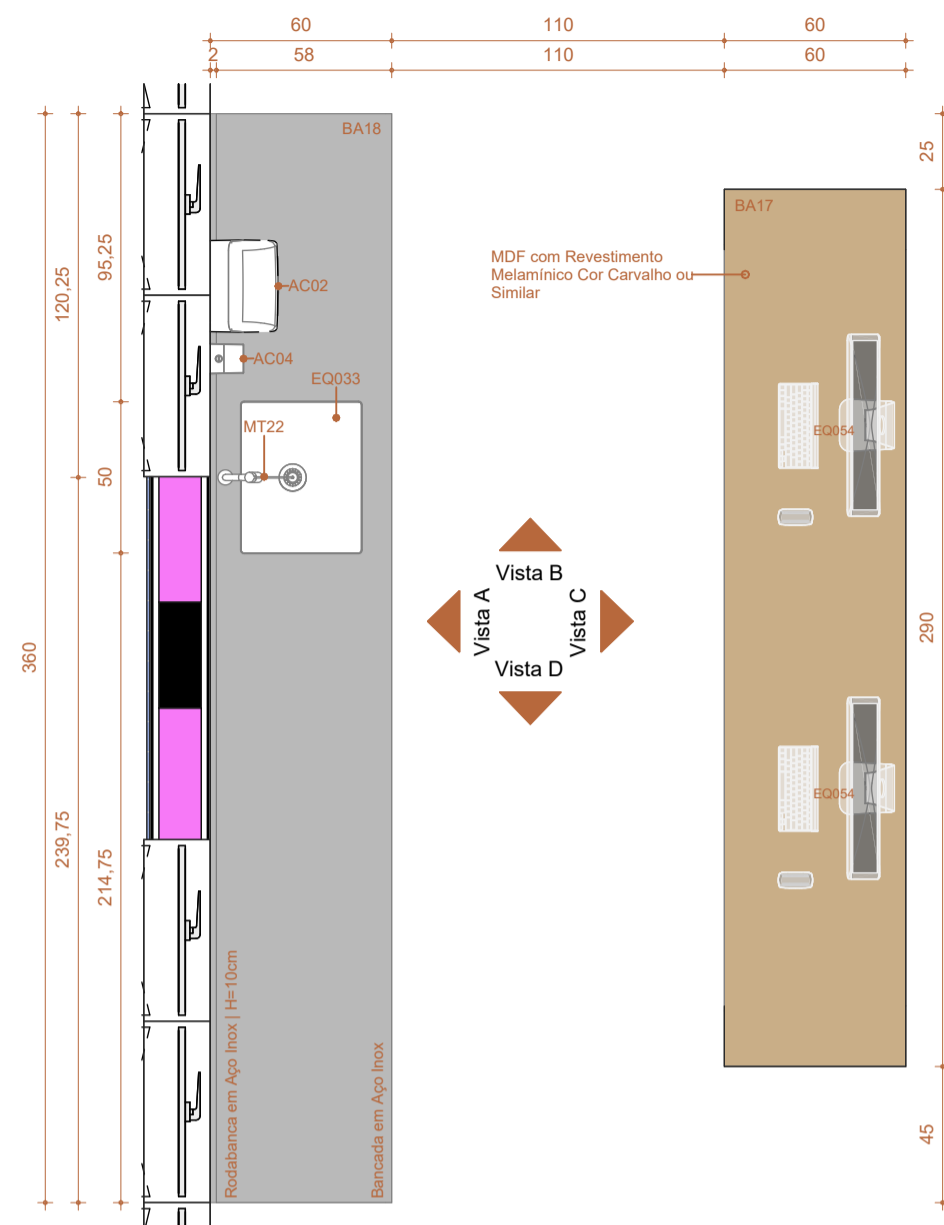 60
110
60
2
58
110
60
BA18
25
BA17
95,25
120,25
MDF com Revestimento
Melamínico Cor Carvalho ou
Similar
AC02
AC04
EQ033
MT22
EQ054
50
Vista B
Vista A
Vista C
Vista D
360
290
239,75
214,75
EQ054
Rodabanca em Aço Inox | H=10cm
Bancada em Aço Inox
45